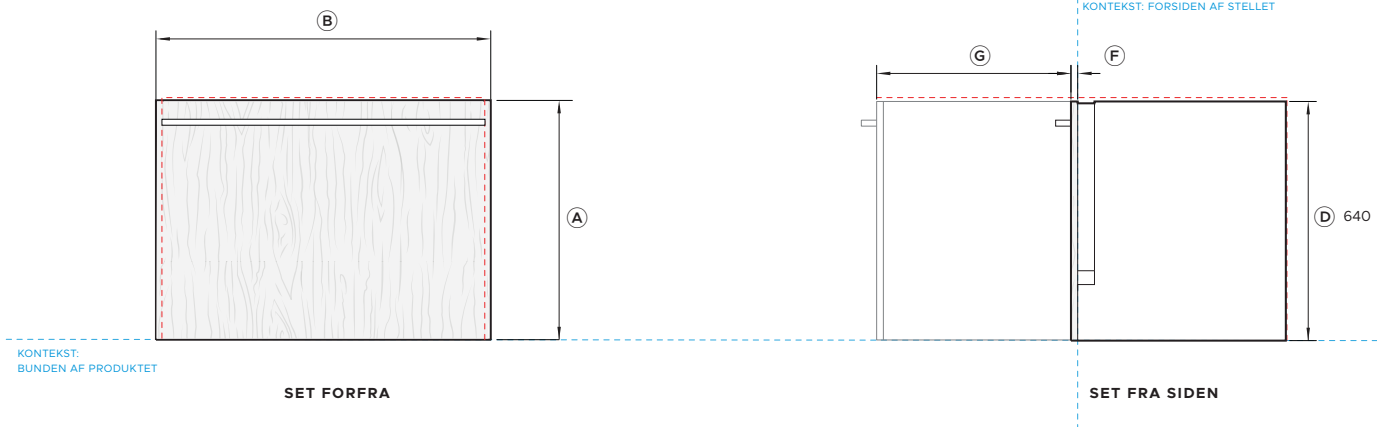 KONTEKST: FORSIDEN AF STELLET
B
G
F
A
D 640
KONTEKST:
BUNDEN AF PRODUKTET
SET FORFRA
SET FRA SIDEN